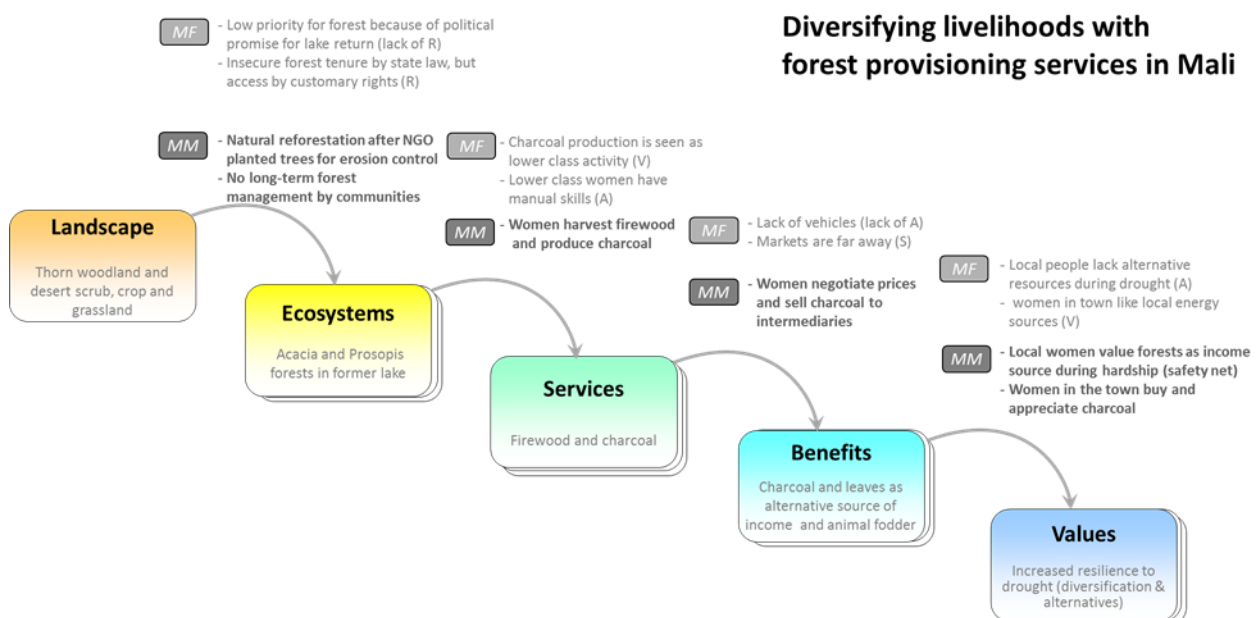 Diversifying livelihoods with
forest provisioning services in Mali
MF
- Low priority for forest because of political
promise for lake return (lack of R)
- Insecure forest tenure by state law, but
access by customary rights (R)
MM
- Natural reforestation after NGO
planted trees for erosion control
- No long-term forest
management by communities
Landscape
Thorn woodland and
desert scrub, crop and
grassland
MF
- Charcoal production is seen as
lower class activity (V)
- Lower class women have
manual skills (A)
MM
- Women harvest firewood
and produce charcoal
Ecosystems
Acacia and Prosopis
forests in former lake
MF
- Lack of vehicles (lack of A)
- Markets are far away (S)
MM
- Women negotiate prices
and sell charcoal to
intermediaries
Services
Firewood and charcoal
MF
- Local people lack alternative
resources during drought (A)
- women in town like local energy
sources (V)
MM
- Local women value forests as income
source during hardship (safety net)
- Women in the town buy and
appreciate charcoal
Benefits
Charcoal and leaves as
alternative source of
income and animal fodder
Values
Increased resilience to
drought (diversification &
alternatives)